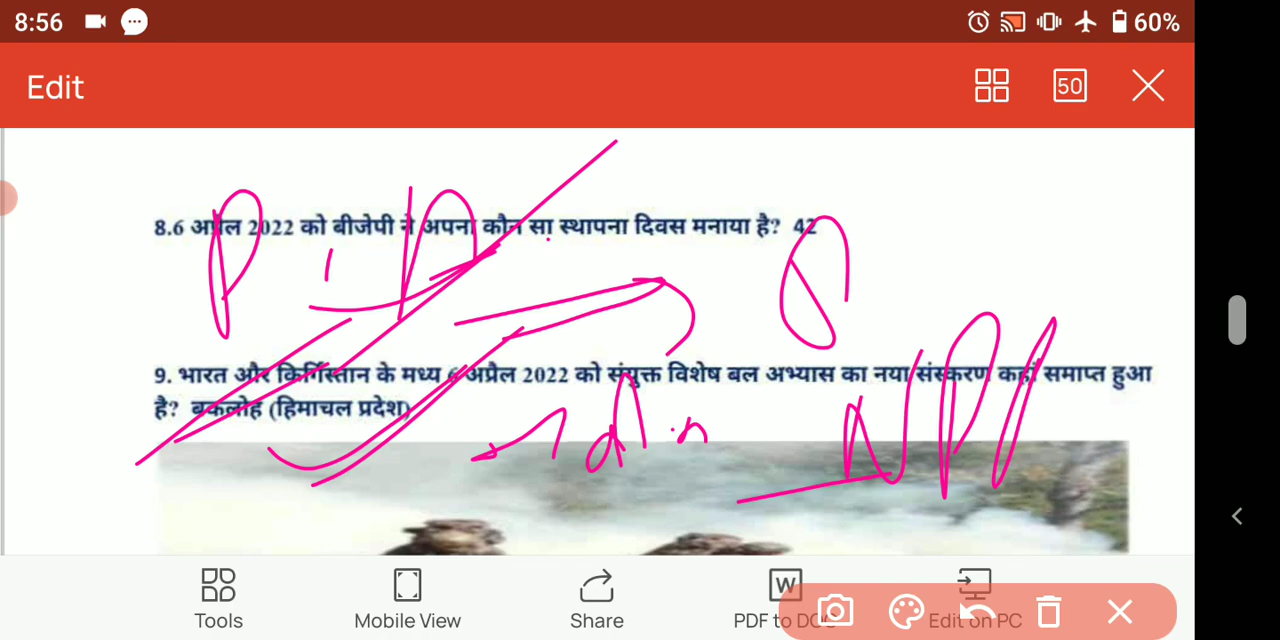 8:56
60%
Edit
50
8.6 अप्रैल 2022 को बीजेपी ने अपना कौन सा स्थापना दिवस मनाया है? 42
9. भारत और किर्गिस्तान के मध्य 6 अप्रैल 2022 को संयुक्त विशेष बल अभ्यास का नया संस्करण कहां समाप्त हुआ
है? बकलोह (हिमाचल प्रदेश)
Tools
Mobile View
Share
PDF to DOC
Edit on PC